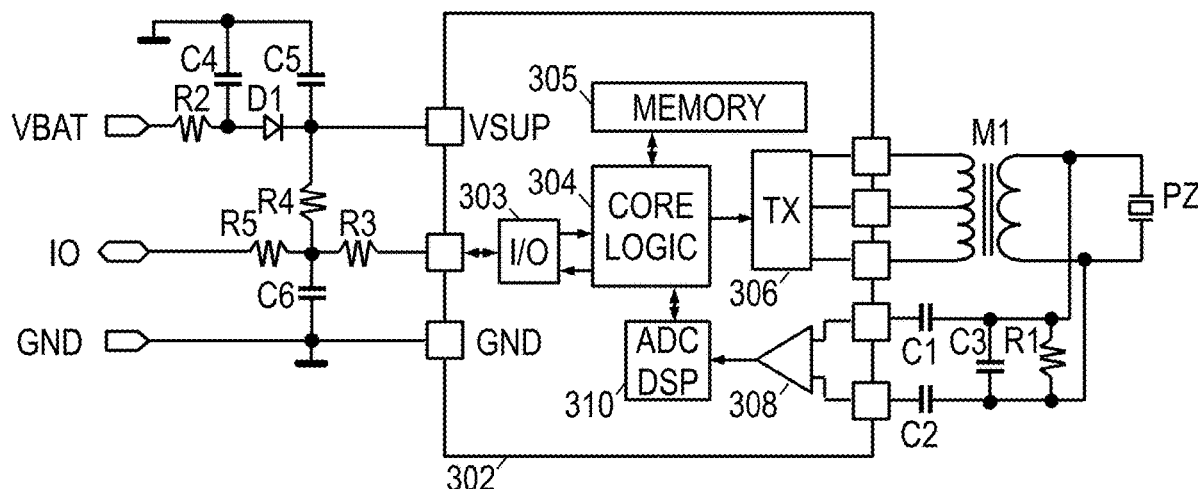 C4
C5
R2
D1
VBAT
VSUP
305
MEMORY
M1
303
304
CORE
LOGIC
TX
PZ
R4
R5
R3
IO
I/O
306
C6
GND
GND
ADC
DSP
C1
C3
R1
310
308
C2
302